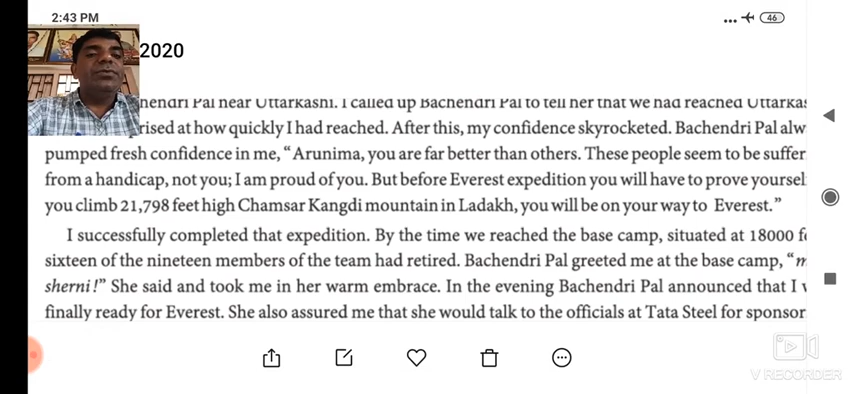 2:43 PM
46
2020
hendri Pal near Uttarkashi. I called up Bachendri Pal to tell her that we had reached Uttarkas
rised at how quickly I had reached. After this, my confidence skyrocketed. Bachendri Pal alw
pumped fresh confidence in me, “Arunima, you are far better than others. These people seem to be suffer
from a handicap, not you; I am proud of you. But before Everest expedition you will have to prove yoursel
you climb 21,798 feet high Chamsar Kangdi mountain in Ladakh, you will be on your way to Everest.”
I successfully completed that expedition. By the time we reached the base camp, situated at 18000 fe
sixteen of the nineteen members of the team had retired. Bachendri Pal greeted me at the base camp, “m
sherni!” She said and took me in her warm embrace. In the evening Bachendri Pal announced that I w
finally ready for Everest. She also assured me that she would talk to the officials at Tata Steel for sponsor
V RECORDER